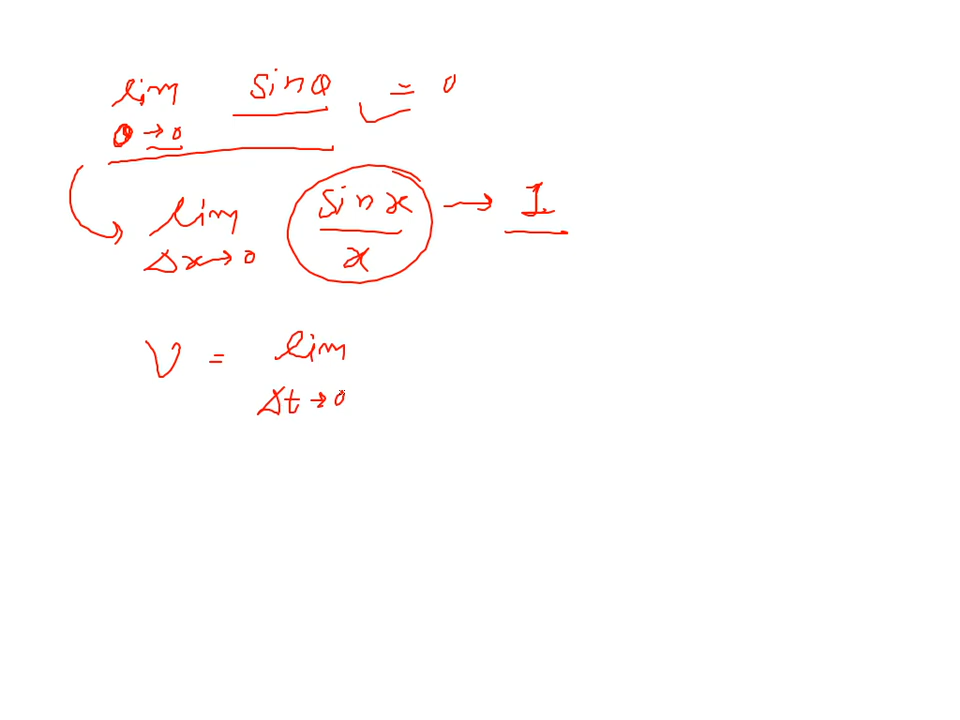 lim sinθ = 0
θ → 0
lim sinx → 1
Δx → 0 x
V = lim
Δt → 0